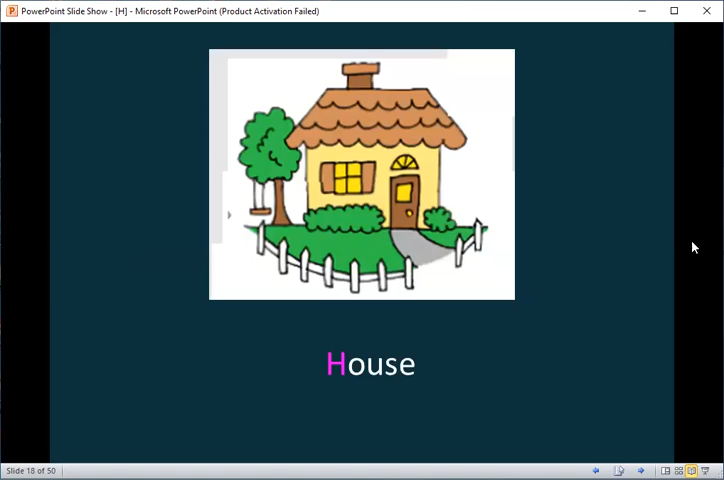 PowerPoint Slide Show - [H] - Microsoft PowerPoint (Product Activation Failed)
House
Slide 18 of 50